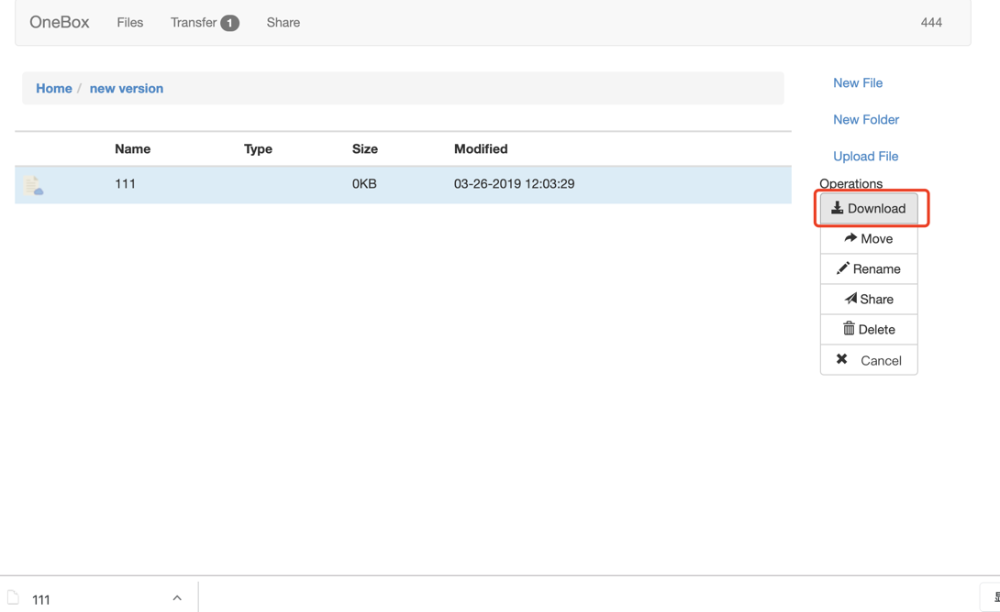 OneBox Files Transfer 1 Share 444
Home / new version
New File
New Folder
Upload File
Name Type Size Modified
111 0KB 03-26-2019 12:03:29
Operations
Download
Move
Rename
Share
Delete
Cancel
111